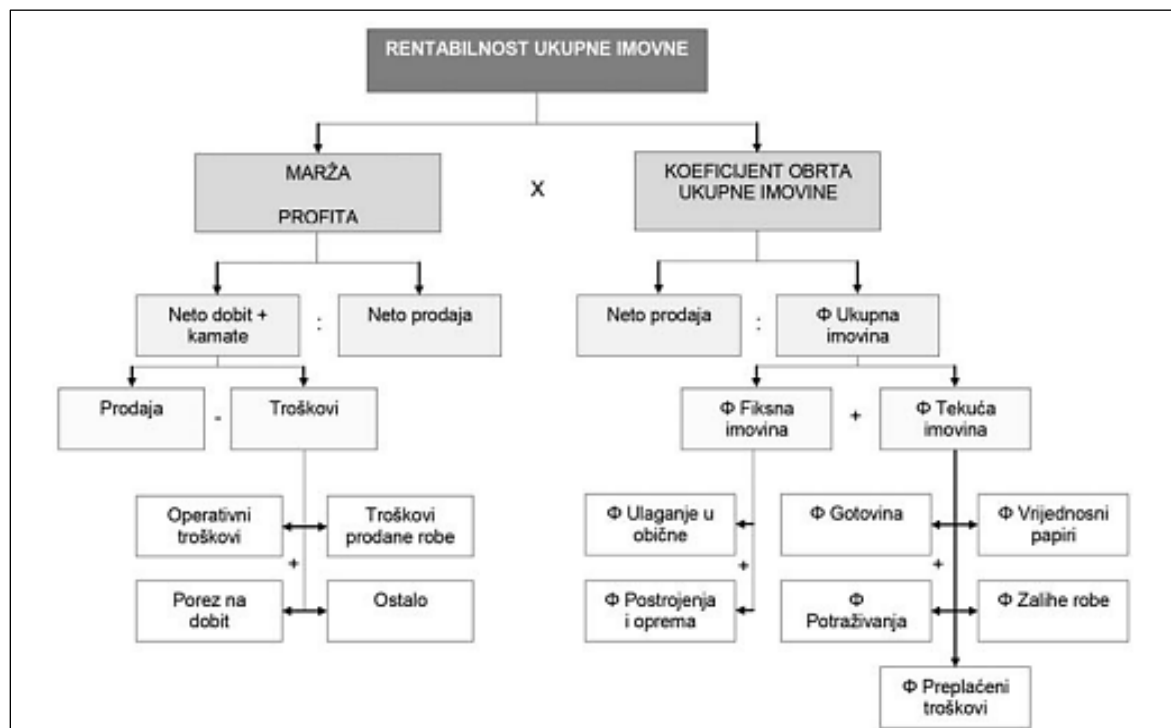 RENTABILNOST UKUPNE IMOVNE
MARŽA
PROFITA
X
KOEFICIJENT OBRTA
UKUPNE IMOVINE
Neto dobit +
kamate
:
Neto prodaja
Neto prodaja
:
Φ Ukupna
imovina
Prodaja
-
Troškovi
Φ Fiksna
imovina
+
Φ Tekuća
imovina
Operativni
troškovi
Troškovi
prodane robe
+
Porez na
dobit
Ostalo
Φ Ulaganje u
obične
+
Φ Postrojenja
i oprema
Φ Gotovina
Φ Vrijednosni
papiri
+
Φ
Potraživanja
Φ Zalihe robe
Φ Preplaćeni
troškovi